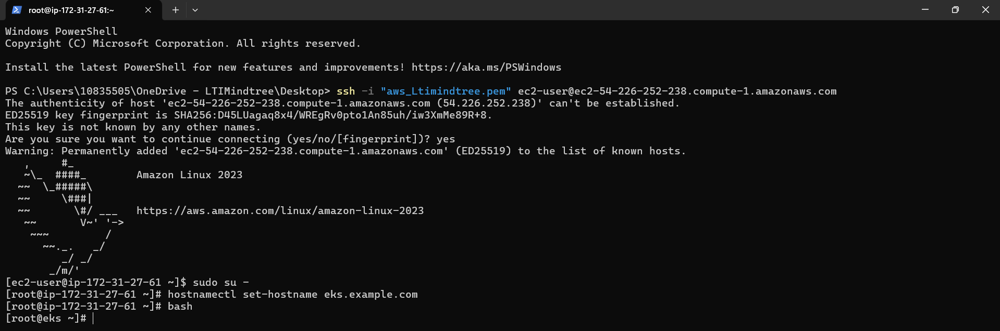 root@ip-172-31-27-61:~
Windows PowerShell
Copyright (C) Microsoft Corporation. All rights reserved.
Install the latest PowerShell for new features and improvements! https://aka.ms/PSWindows
PS C:\Users\10835505\OneDrive - LTIMindtree\Desktop> ssh -i "aws_Ltimindtree.pem" ec2-user@ec2-54-226-252-238.compute-1.amazonaws.com
The authenticity of host 'ec2-54-226-252-238.compute-1.amazonaws.com (54.226.252.238)' can't be established.
ED25519 key fingerprint is SHA256:D45LUagaq8x4/WREgRv0pto1An85uh/iw3XmMe89R+8.
This key is not known by any other names.
Are you sure you want to continue connecting (yes/no/[fingerprint])? yes
Warning: Permanently added 'ec2-54-226-252-238.compute-1.amazonaws.com' (ED25519) to the list of known hosts.
   ,     #_
   ~\_  ####_        Amazon Linux 2023
  ~~  \_#####\
  ~~     \###|
  ~~       \#/ ___   https://aws.amazon.com/linux/amazon-linux-2023
   ~~       V~' '->
    ~~~         /
      ~~._.   _/
         _/ _/
       _/m/'
[ec2-user@ip-172-31-27-61 ~]$ sudo su -
[root@ip-172-31-27-61 ~]# hostnamectl set-hostname eks.example.com
[root@ip-172-31-27-61 ~]# bash
[root@eks ~]#